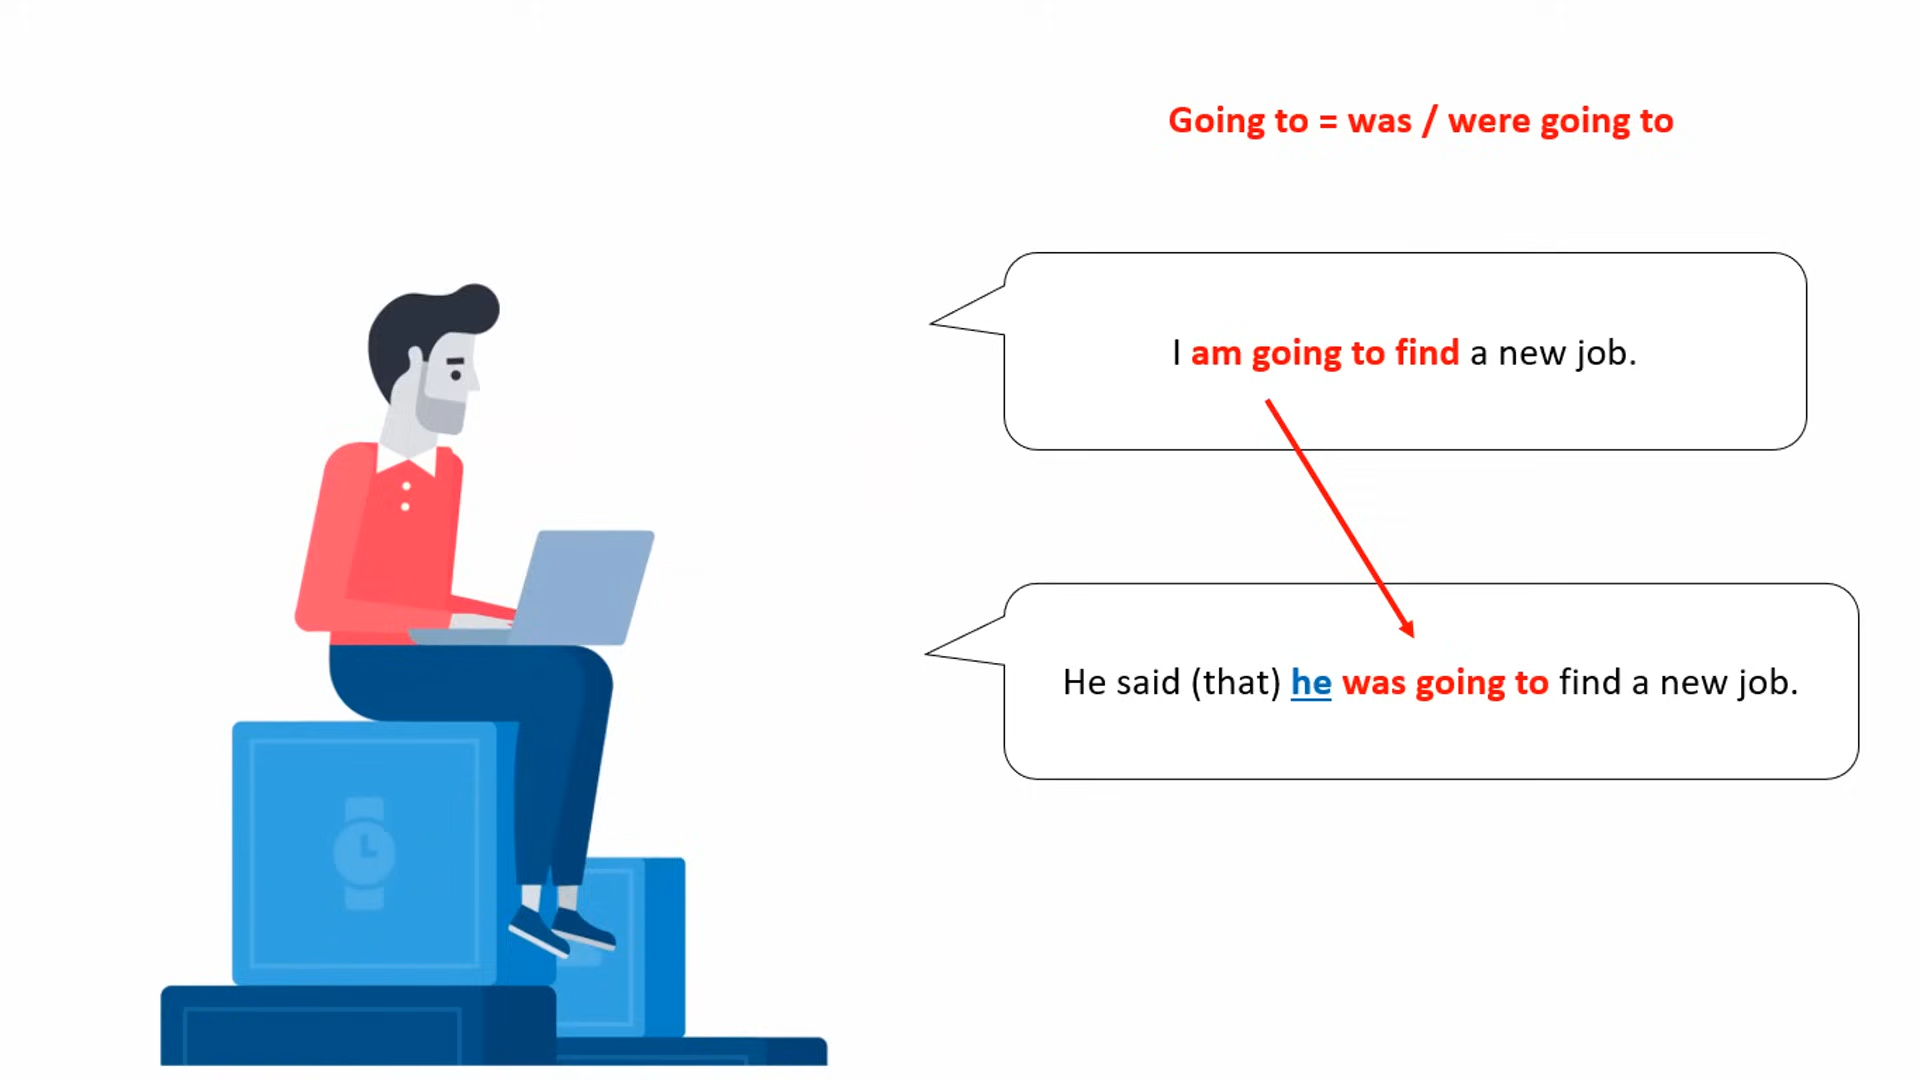 Going to = was / were going to
I am going to find a new job.
He said (that) he was going to find a new job.